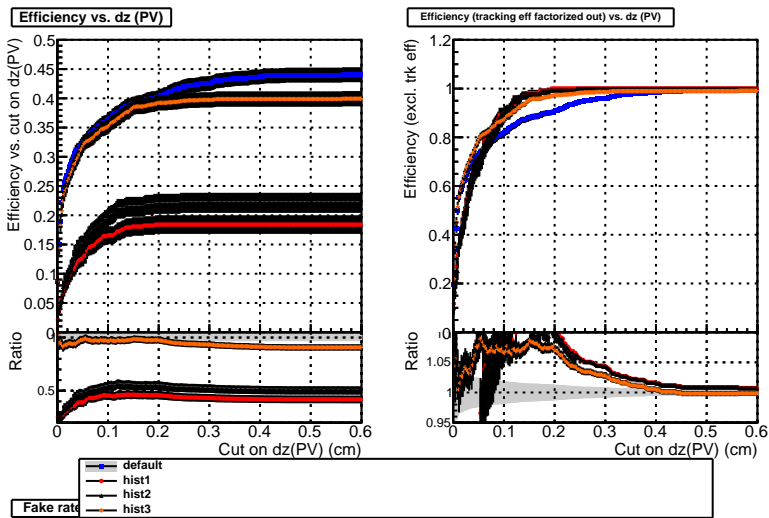 Efficiency vs. dz (PV)
Efficiency vs. cut on dz(PV)
0.5
0.45
0.4
0.35
0.3
0.25
0.2
0.15
0.1
0.05
0
Ratio
0.5
0 0.1 0.2 0.3 0.4 0.5 0.6
Cut on dz(PV) (cm)
Efficiency (tracking eff factorized out) vs. dz (PV)
Efficiency (excl. trk eff)
1.2
1
0.8
0.6
0.4
0.2
Ratio
1.05
1
0.95
0 0.1 0.2 0.3 0.4 0.5 0.6
Cut on dz(PV) (cm)
default
hist1
hist2
hist3
Fake rate